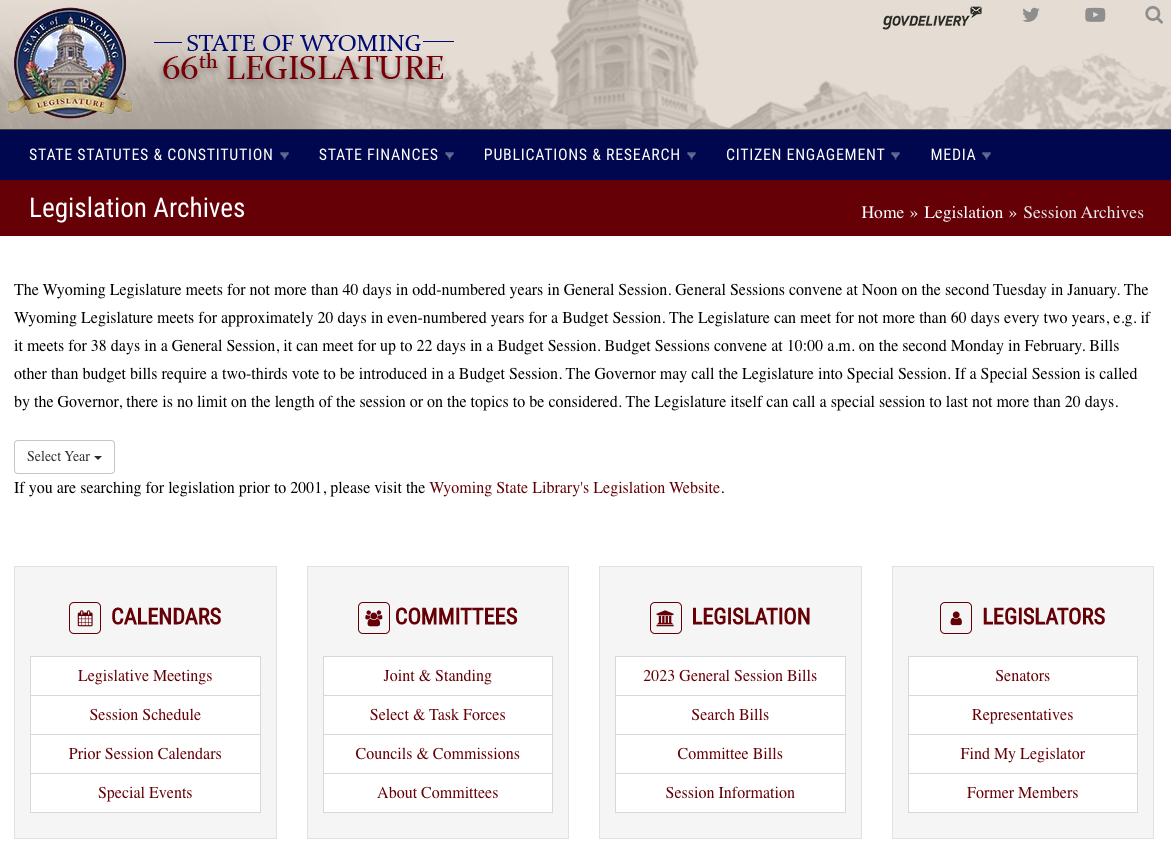 STATE of WYOMING
LEGISLATURE
STATE OF WYOMING
66th LEGISLATURE
GOVDELIVERY
STATE STATUTES & CONSTITUTION STATE FINANCES PUBLICATIONS & RESEARCH CITIZEN ENGAGEMENT MEDIA
Legislation Archives
Home » Legislation » Session Archives
The Wyoming Legislature meets for not more than 40 days in odd-numbered years in General Session. General Sessions convene at Noon on the second Tuesday in January. The
Wyoming Legislature meets for approximately 20 days in even-numbered years for a Budget Session. The Legislature can meet for not more than 60 days every two years, e.g. if
it meets for 38 days in a General Session, it can meet for up to 22 days in a Budget Session. Budget Sessions convene at 10:00 a.m. on the second Monday in February. Bills
other than budget bills require a two-thirds vote to be introduced in a Budget Session. The Governor may call the Legislature into Special Session. If a Special Session is called
by the Governor, there is no limit on the length of the session or on the topics to be considered. The Legislature itself can call a special session to last not more than 20 days.
Select Year
If you are searching for legislation prior to 2001, please visit the Wyoming State Library's Legislation Website.
CALENDARS
Legislative Meetings
Session Schedule
Prior Session Calendars
Special Events
COMMITTEES
Joint & Standing
Select & Task Forces
Councils & Commissions
About Committees
LEGISLATION
2023 General Session Bills
Search Bills
Committee Bills
Session Information
LEGISLATORS
Senators
Representatives
Find My Legislator
Former Members